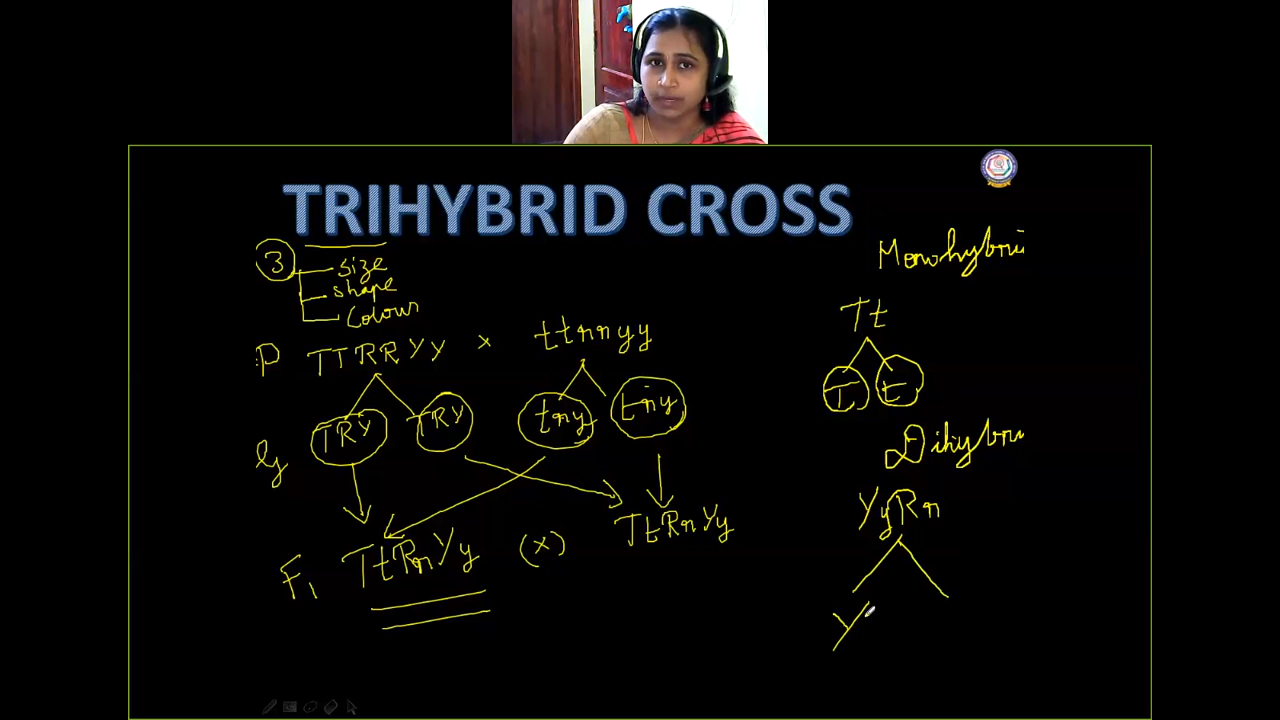 TRIHYBRID CROSS
3
size
shape
Colour
P TTRRYY x ttrryy
G TRY TRY try try
F1 TtRrYy (x) TtRrYy
Monohybri
Tt
T t
Dihybri
YyRr
Y